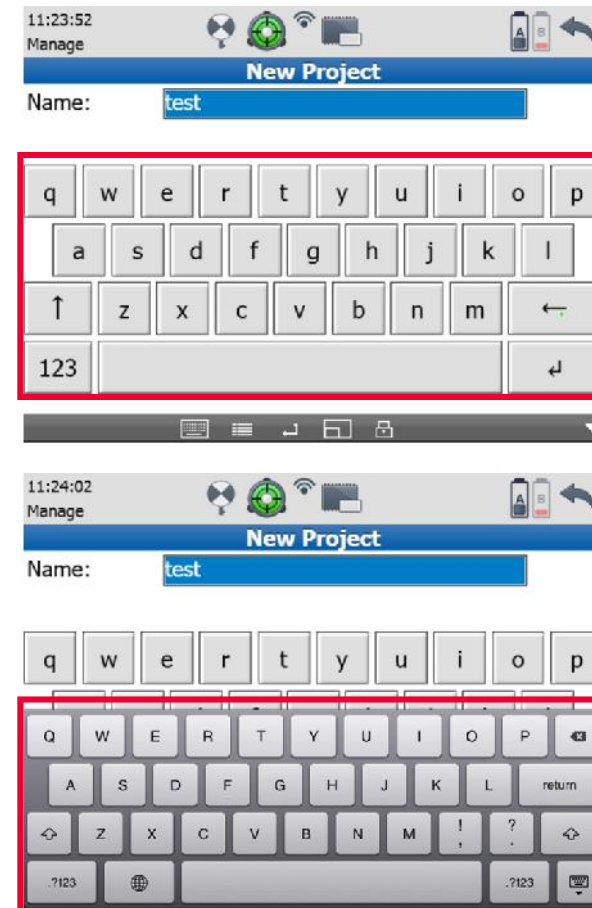 11:23:52
Manage
A B
New Project
Name: test
q w e r t y u i o p
a s d f g h j k l
↑ z x c v b n m ←
123 ↲
11:24:02
Manage
A B
New Project
Name: test
q w e r t y u i o p
Q W E R T Y U I O P
A S D F G H J K L return
Z X C V B N M ! , ? .
.?123 .?123